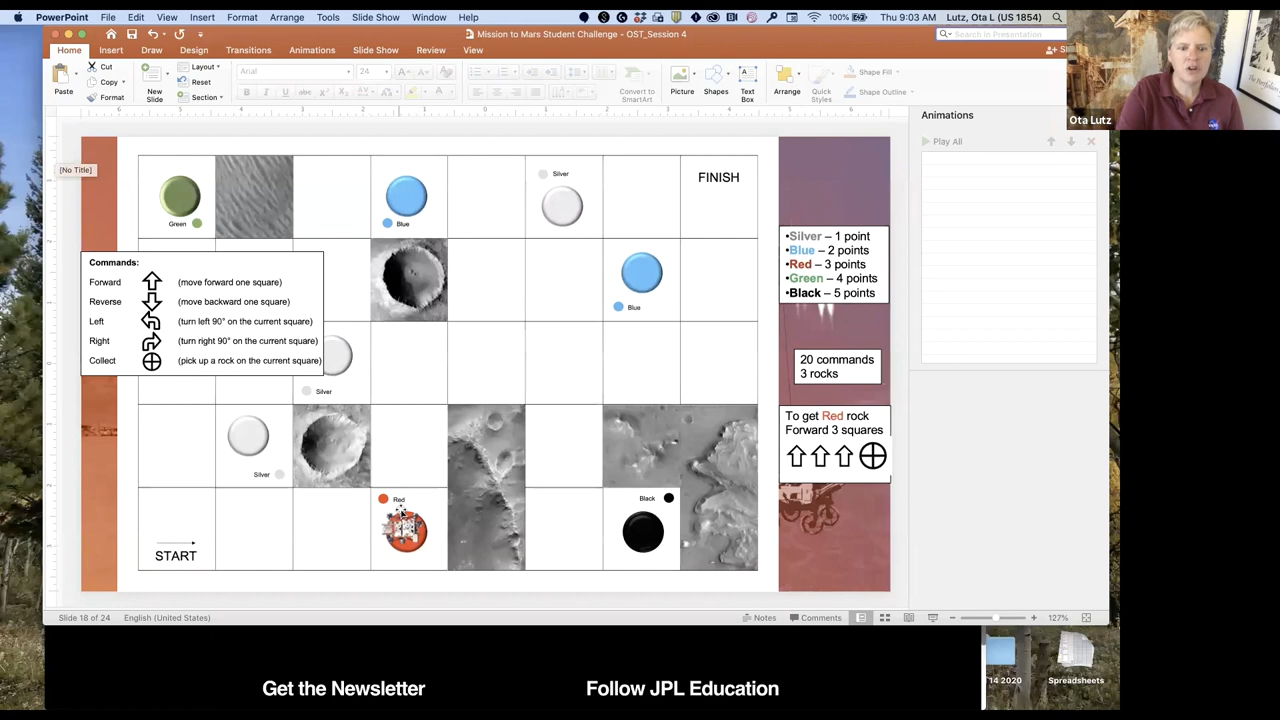 PowerPoint File Edit View Insert Format Arrange Tools Slide Show Window Help 100% Thu 9:03 AM Lutz, Ota L (US 1854)
Mission to Mars Student Challenge - OST_Session 4
Search in Presentation
Home Insert Draw Design Transitions Animations Slide Show Review View
Paste
Cut
Copy
Format
New Slide
Layout
Reset
Section
Arial 24
Convert to SmartArt
Picture
Shapes
Text Box
Arrange
Quick Styles
Shape Fill
Shape Outline
Ota Lutz
Animations
Play All
[No Title]
Green
Blue
Silver
FINISH
Commands:
Forward (move forward one square)
Reverse (move backward one square)
Left (turn left 90° on the current square)
Right (turn right 90° on the current square)
Collect (pick up a rock on the current square)
Blue
Silver
Silver
Red
Black
START
•Silver – 1 point
•Blue – 2 points
•Red – 3 points
•Green – 4 points
•Black – 5 points
20 commands
3 rocks
To get Red rock
Forward 3 squares
Slide 18 of 24 English (United States) Notes Comments 127%
14 2020 Spreadsheets
Get the Newsletter Follow JPL Education